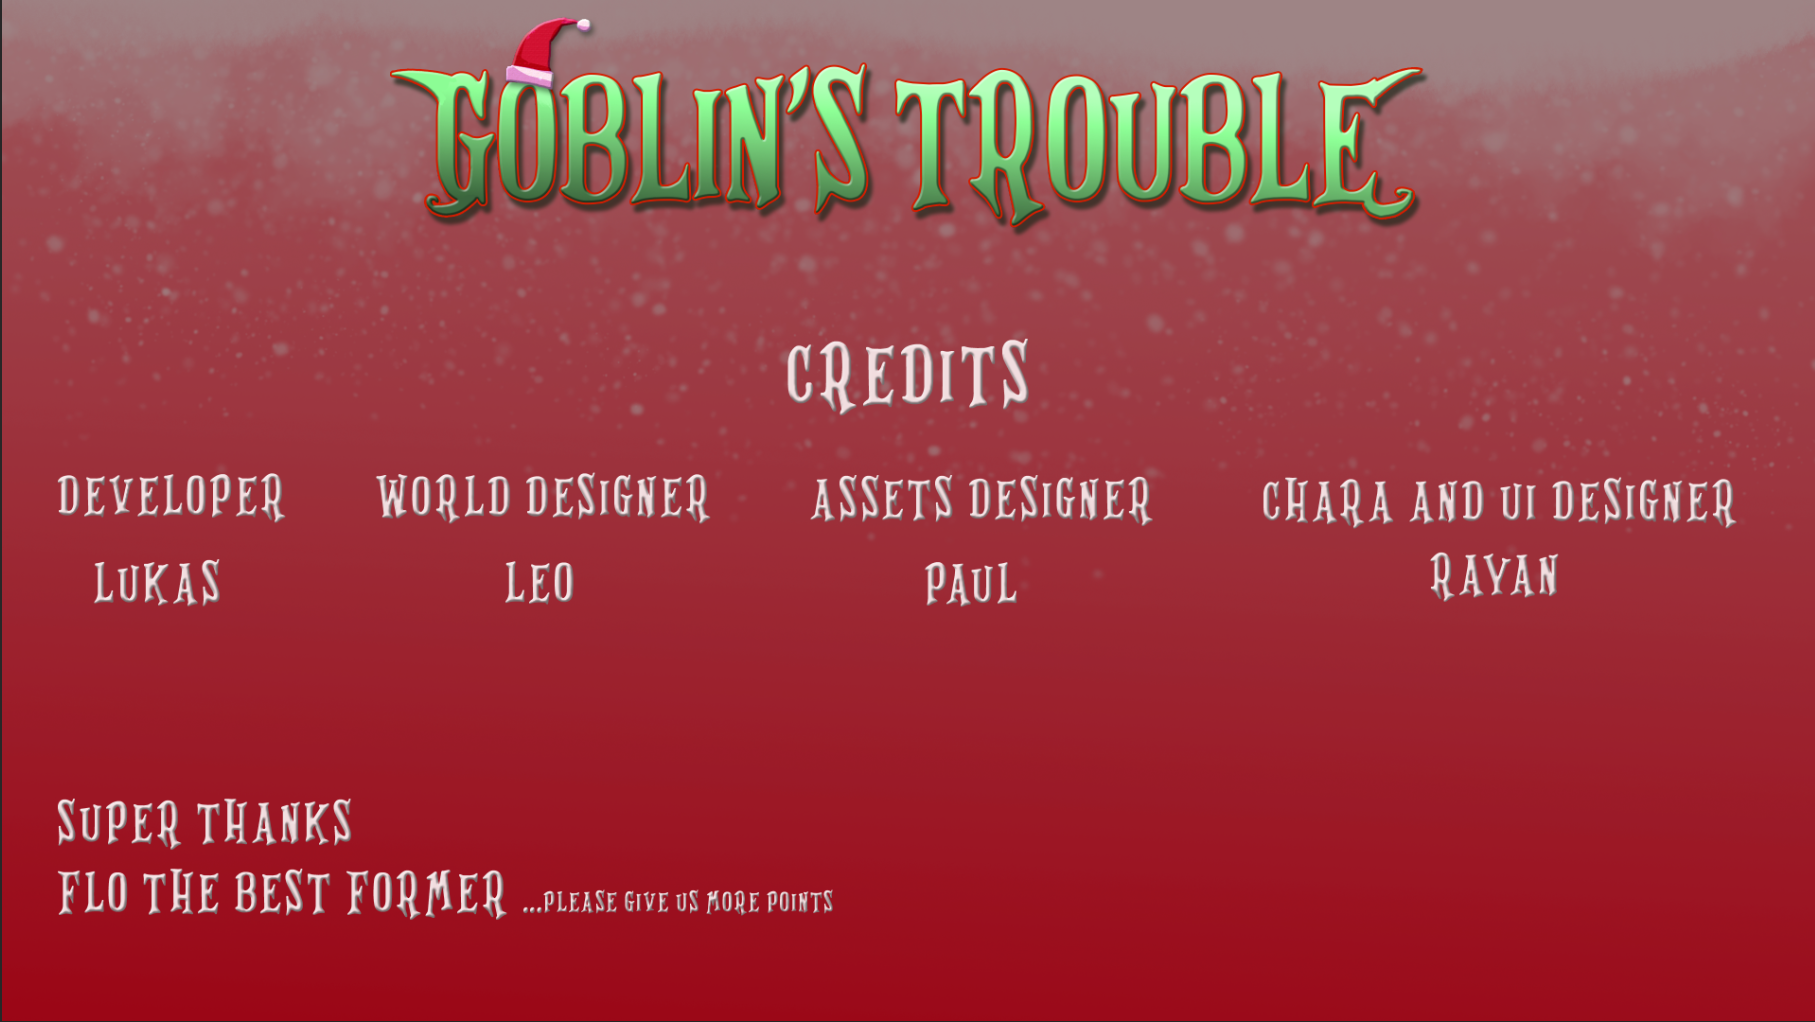 GOBLIN'S TROUBLE
CREDITS
DEVELOPER
LUKAS
WORLD DESIGNER
LEO
ASSETS DESIGNER
PAUL
CHARA AND UI DESIGNER
RAYAN
SUPER THANKS
FLO THE BEST FORMER ...PLEASE GIVE US MORE POINTS